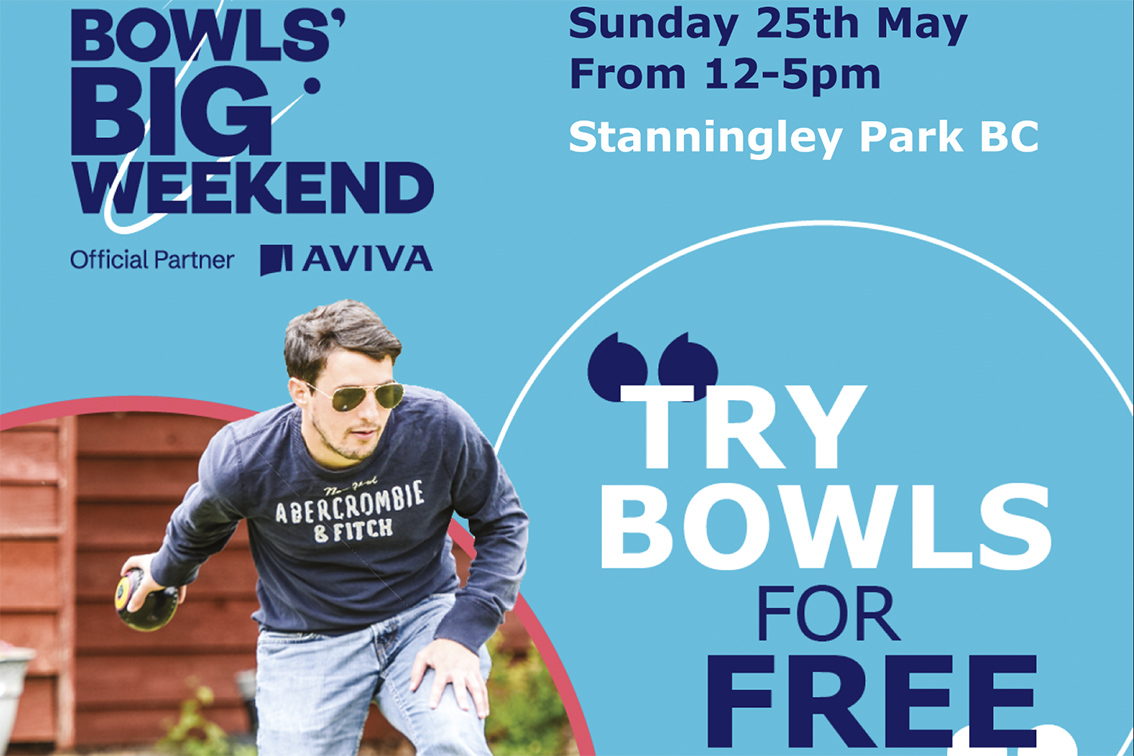 BOWLS’
BIG
WEEKEND
Official Partner AVIVA
Sunday 25th May
From 12-5pm
Stanningley Park BC
“TRY
BOWLS
FOR
FREE
ABERCROMBIE
& FITCH